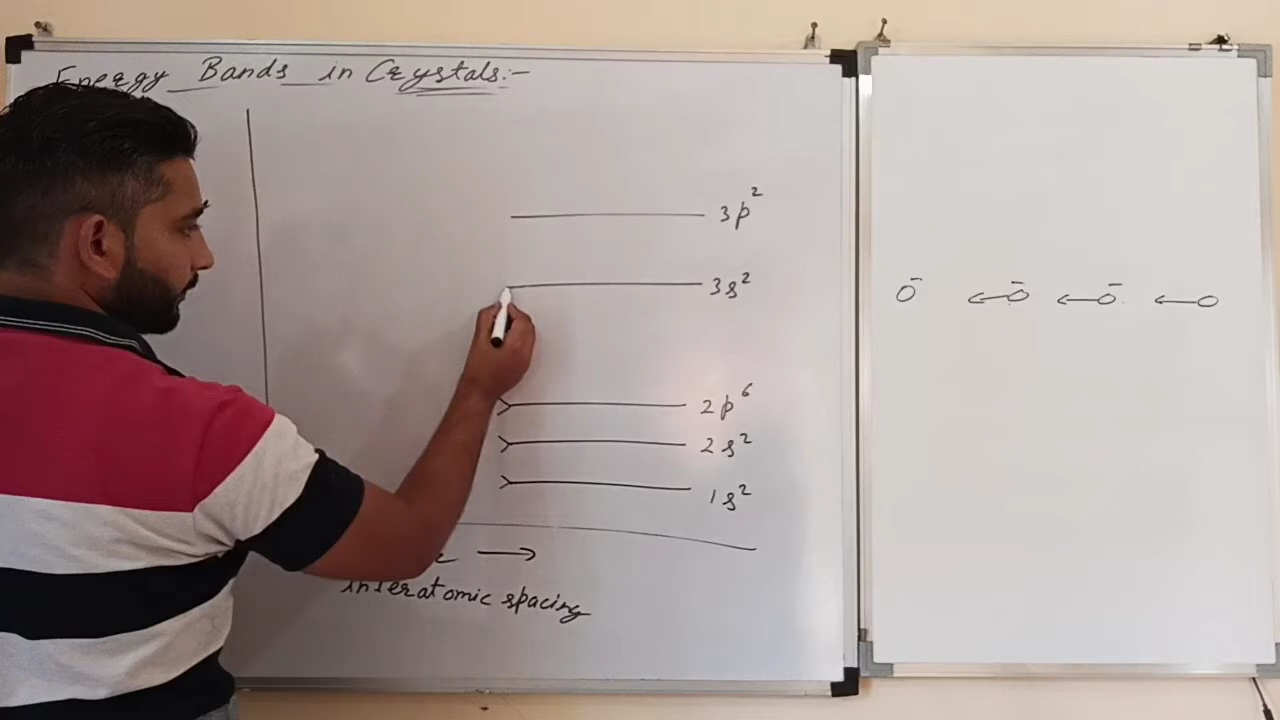 Energy Bands in Crystals:-
3p²
3s²
2p⁶
2s²
1s²
interatomic spacing